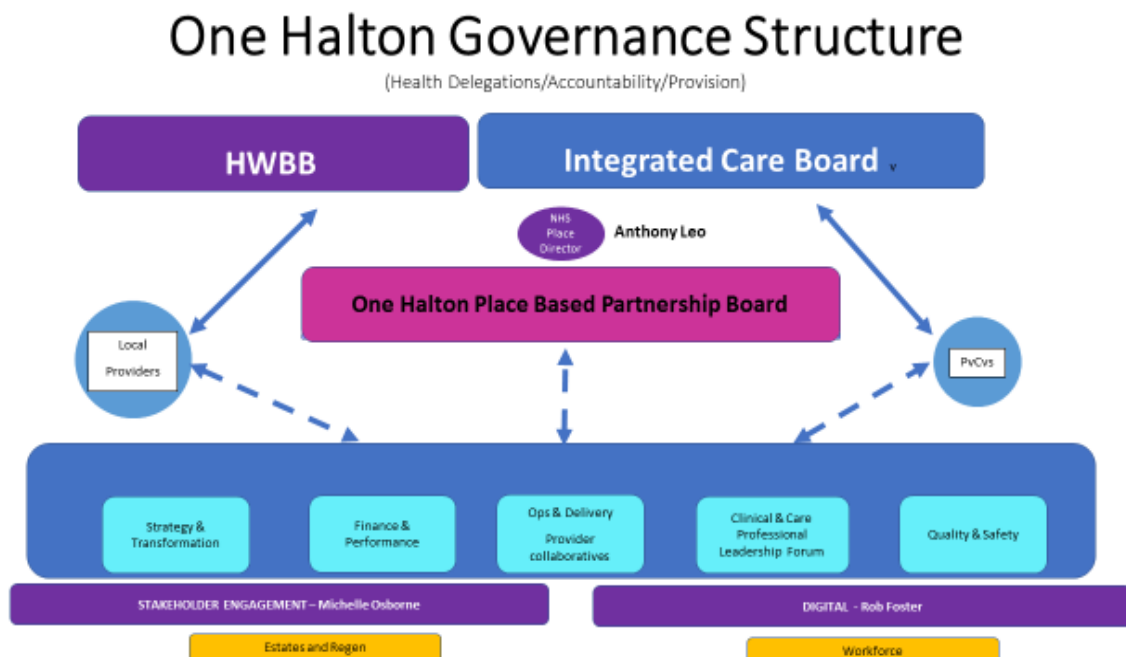 One Halton Governance Structure
(Health Delegations/Accountability/Provision)
HWBB
Integrated Care Board v
NHS
Place
Director
Anthony Leo
One Halton Place Based Partnership Board
Local
Providers
PvCvs
Strategy &
Transformation
Finance &
Performance
Ops & Delivery
Provider
collaboratives
Clinical & Care
Professional
Leadership Forum
Quality & Safety
STAKEHOLDER ENGAGEMENT – Michelle Osborne
DIGITAL - Rob Foster
Estates and Regen
Workforce